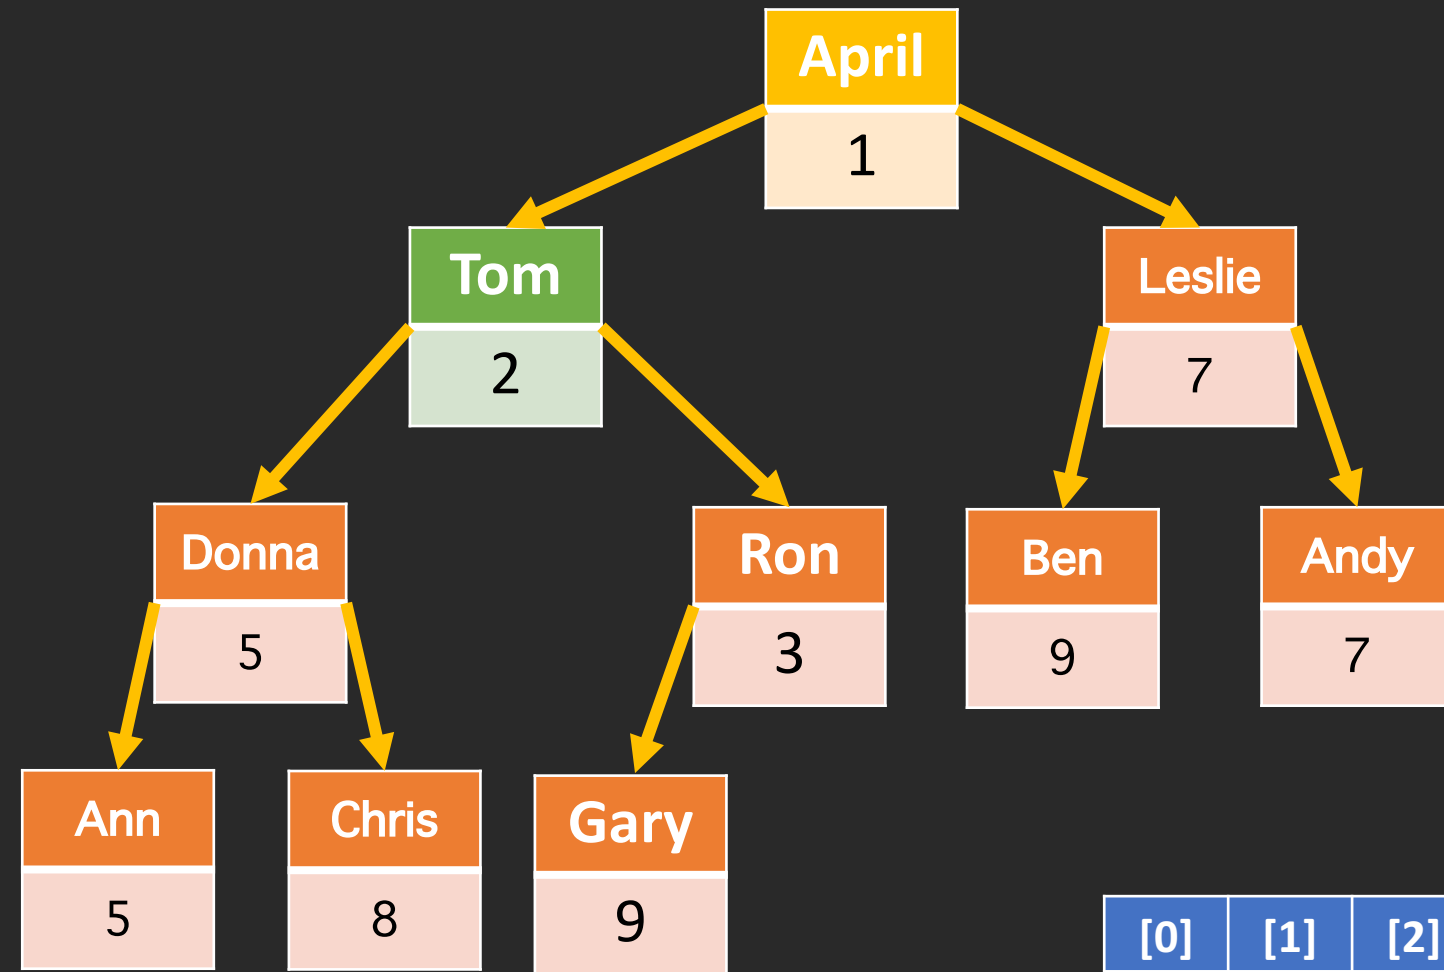 April
1
Tom
2
Leslie
7
Donna
5
Ron
3
Ben
9
Andy
7
Ann
5
Chris
8
Gary
9
[0] [1] [2]